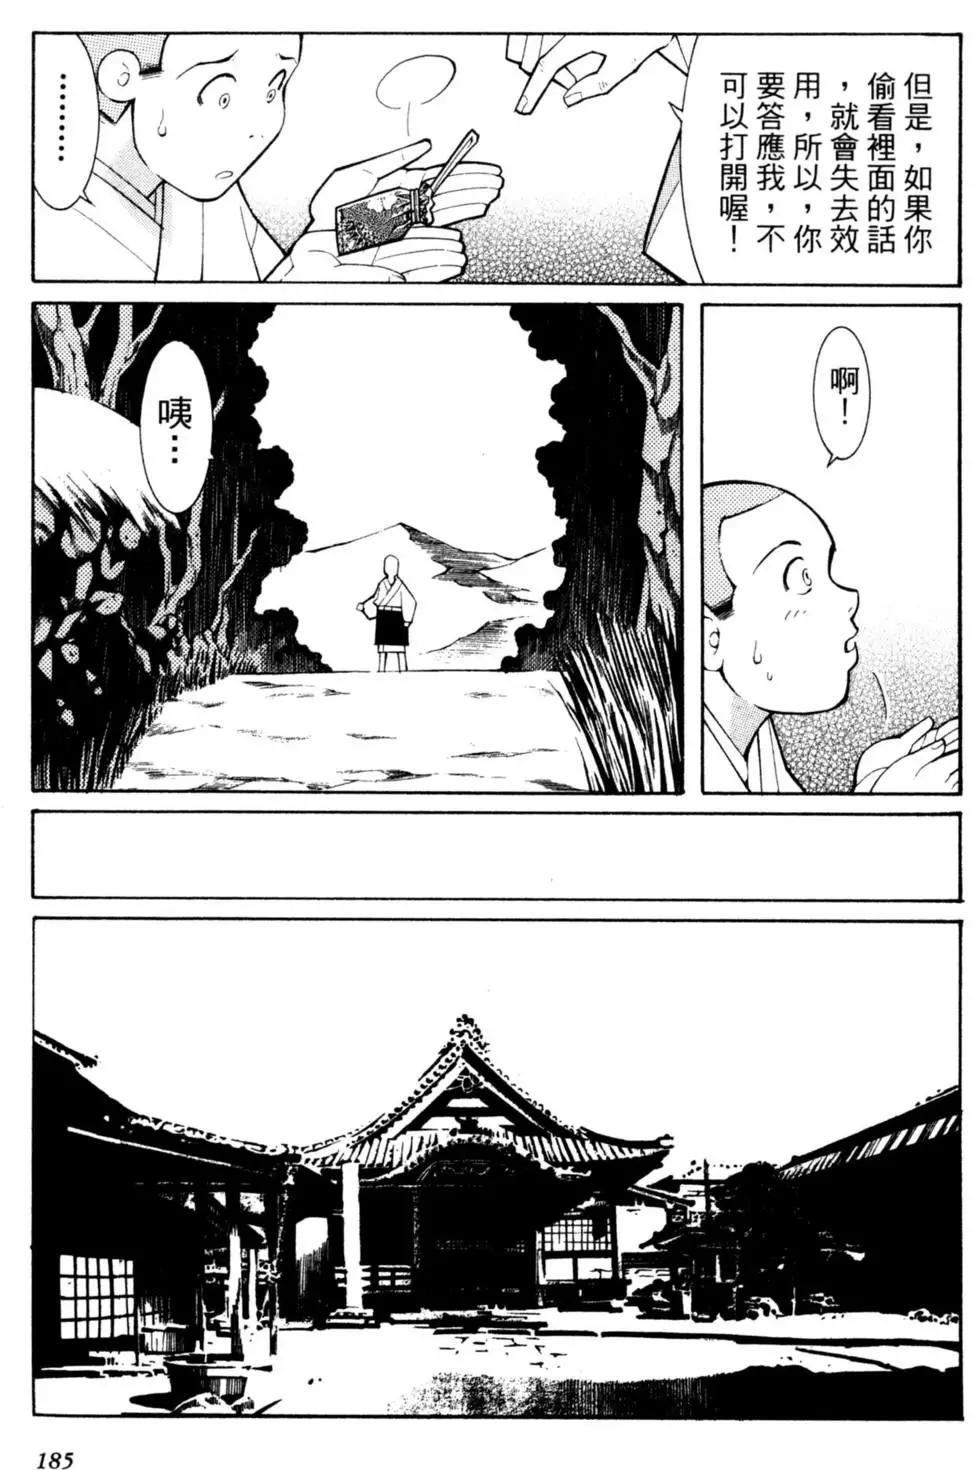 但是，如果你
偷看裡面的話
，就會失去效
用，所以，你
要答應我，不
可以打開喔！
………
啊！
咦…
185